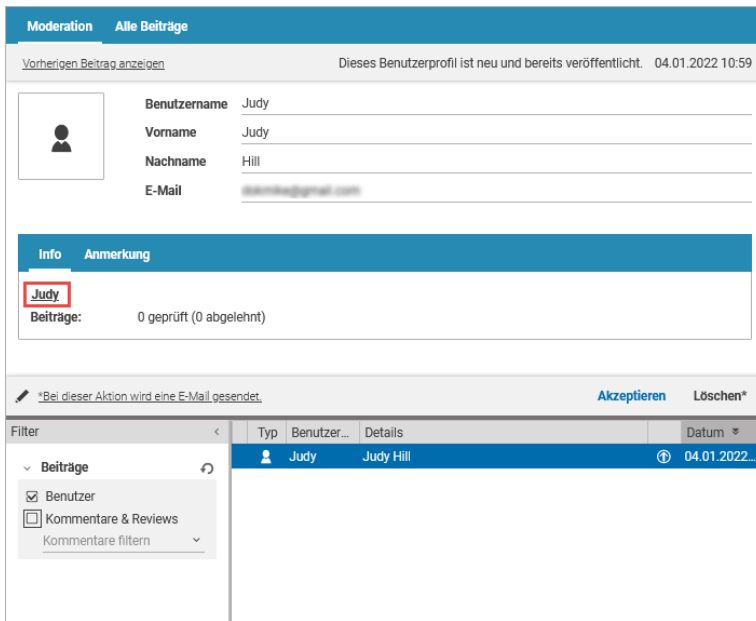 Moderation Alle Beiträge
Vorherigen Beitrag anzeigen Dieses Benutzerprofil ist neu und bereits veröffentlicht. 04.01.2022 10:59
Benutzername Judy
Vorname Judy
Nachname Hill
E-Mail
Info Anmerkung
Judy
Beiträge: 0 geprüft (0 abgelehnt)
*Bei dieser Aktion wird eine E-Mail gesendet. Akzeptieren Löschen*
Filter < Typ Benutzer... Details Datum
Beiträge Judy Judy Hill 04.01.2022...
Benutzer
Kommentare & Reviews
Kommentare filtern